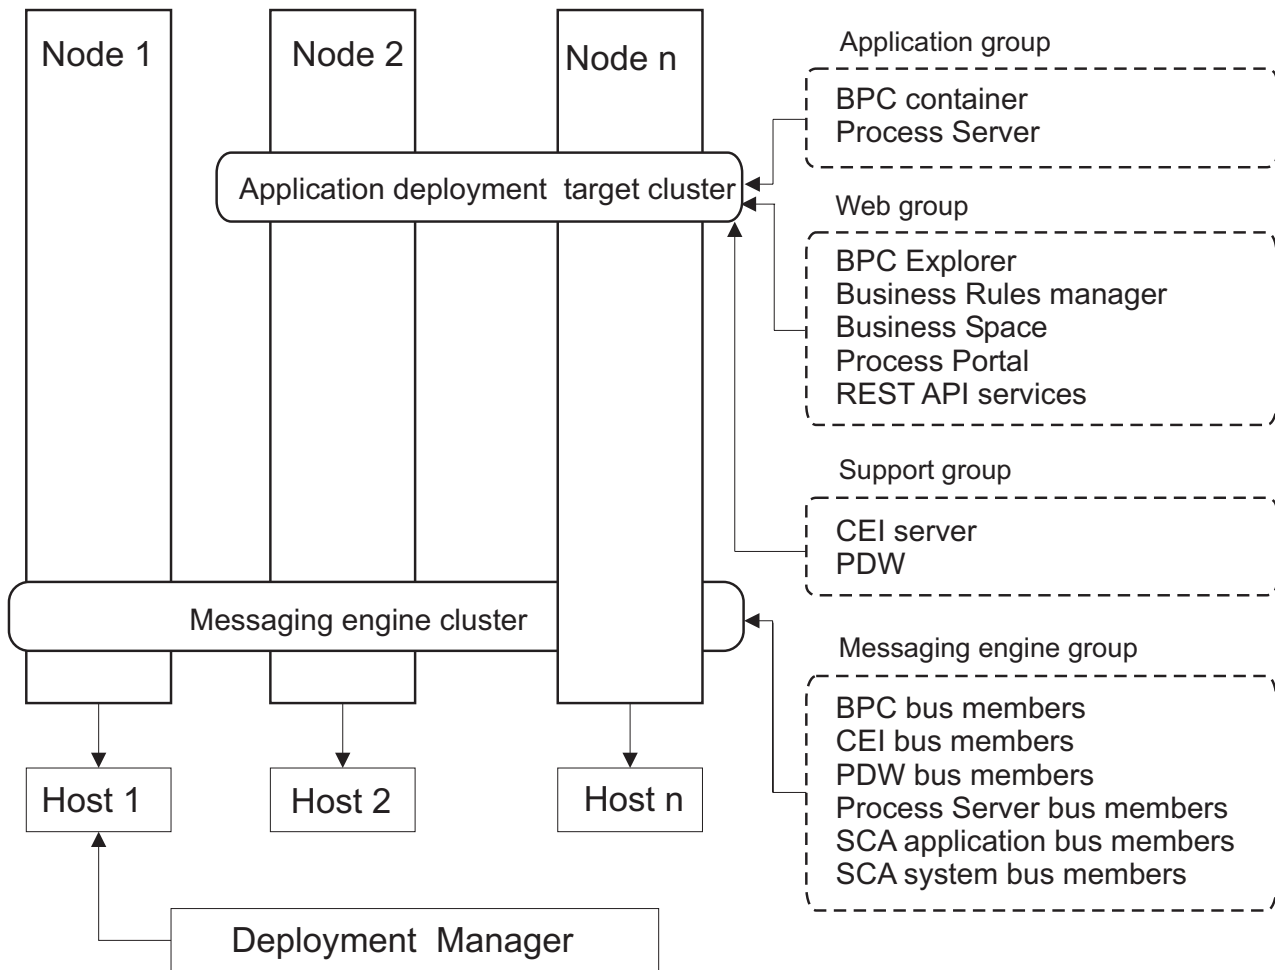 Node 1
Node 2
Node n
Application deployment target cluster
Messaging engine cluster
Host 1
Host 2
Host n
Deployment Manager
Application group
BPC container
Process Server
Web group
BPC Explorer
Business Rules manager
Business Space
Process Portal
REST API services
Support group
CEI server
PDW
Messaging engine group
BPC bus members
CEI bus members
PDW bus members
Process Server bus members
SCA application bus members
SCA system bus members